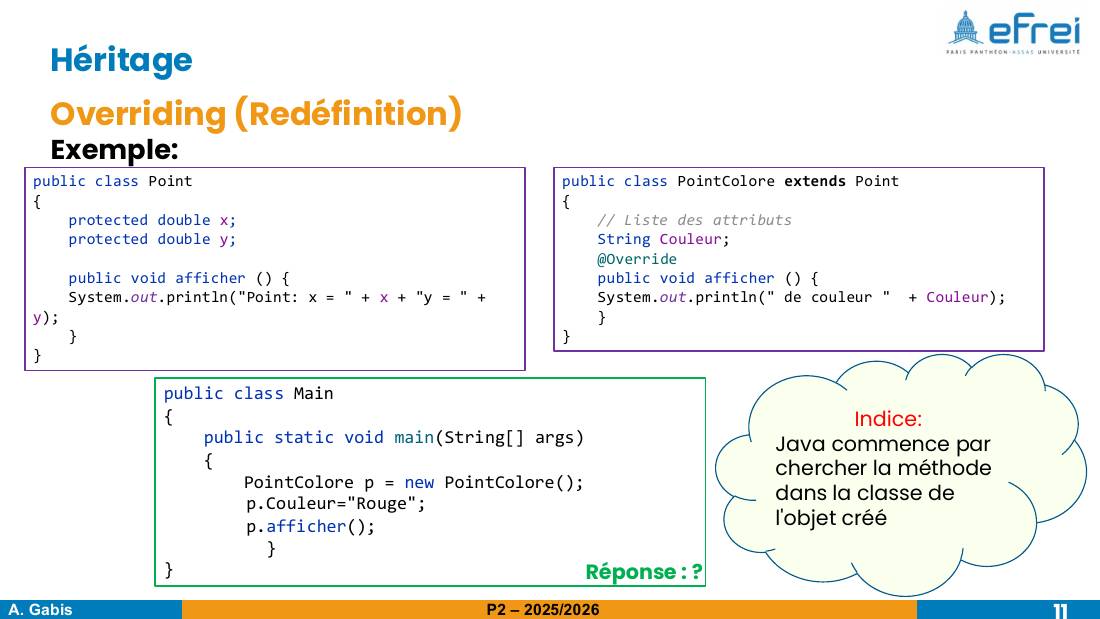 efrei
PARIS PANTHÉON-ASSAS UNIVERSITÉ
Héritage
Overriding (Redéfinition)
Exemple:
public class Point
{
    protected double x;
    protected double y;

    public void afficher () {
    System.out.println("Point: x = " + x + "y = " +
y);
    }
}
public class PointColore extends Point
{
    // Liste des attributs
    String Couleur;
    @Override
    public void afficher () {
    System.out.println(" de couleur "  + Couleur);
    }
}
public class Main
{
    public static void main(String[] args)
    {
        PointColore p = new PointColore();
        p.Couleur="Rouge";
        p.afficher();
          }
}
Réponse : ?
Indice:
Java commence par
chercher la méthode
dans la classe de
l'objet créé
A. Gabis
P2 – 2025/2026
11